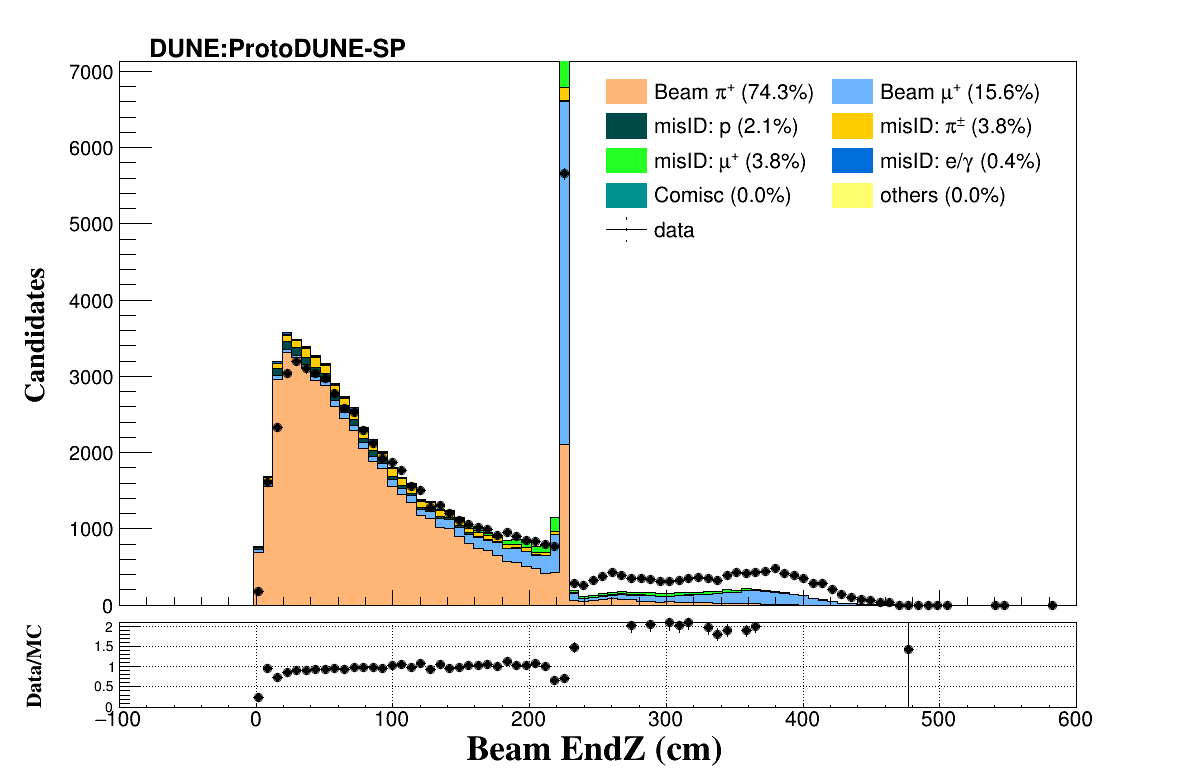 DUNE:ProtoDUNE-SP
Beam π⁺ (74.3%)
Beam μ⁺ (15.6%)
misID: p (2.1%)
misID: π± (3.8%)
misID: μ⁺ (3.8%)
misID: e/γ (0.4%)
Comisc (0.0%)
others (0.0%)
data
Candidates
7000
6000
5000
4000
3000
2000
1000
0
Data/MC
2
1.5
1
0.5
0
−100 0 100 200 300 400 500 600
Beam EndZ (cm)